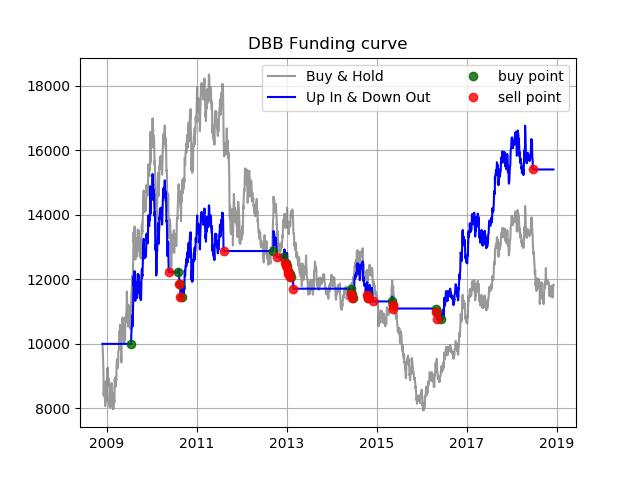 DBB Funding curve
Buy & Hold
Up In & Down Out
buy point
sell point
18000
16000
14000
12000
10000
8000
2009 2011 2013 2015 2017 2019